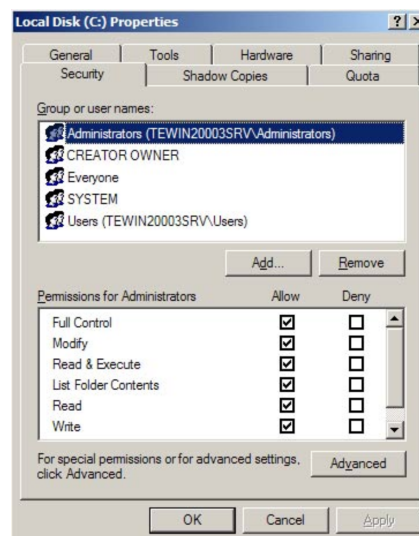 Local Disk (C:) Properties
General Tools Hardware Sharing
Security Shadow Copies Quota
Group or user names:
Administrators (TEWIN20003SRV\Administrators)
CREATOR OWNER
Everyone
SYSTEM
Users (TEWIN20003SRV\Users)
Add... Remove
Permissions for Administrators Allow Deny
Full Control
Modify
Read & Execute
List Folder Contents
Read
Write
For special permissions or for advanced settings,
click Advanced.
Advanced
OK Cancel Apply